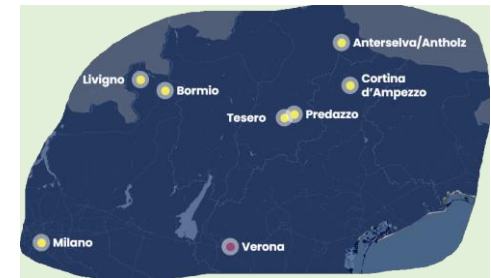 Anterselva/Antholz
Livigno
Bormio
Cortina
d'Ampezzo
Tesero
Predazzo
Milano
Verona